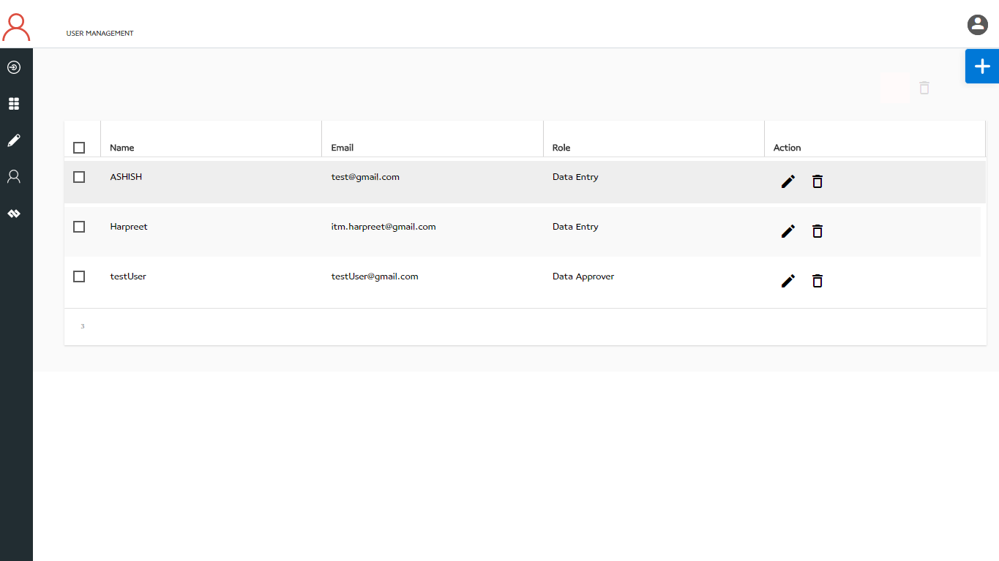 USER MANAGEMENT
Name Email Role Action
ASHISH test@gmail.com Data Entry
Harpreet itm.harpreet@gmail.com Data Entry
testUser testUser@gmail.com Data Approver
3